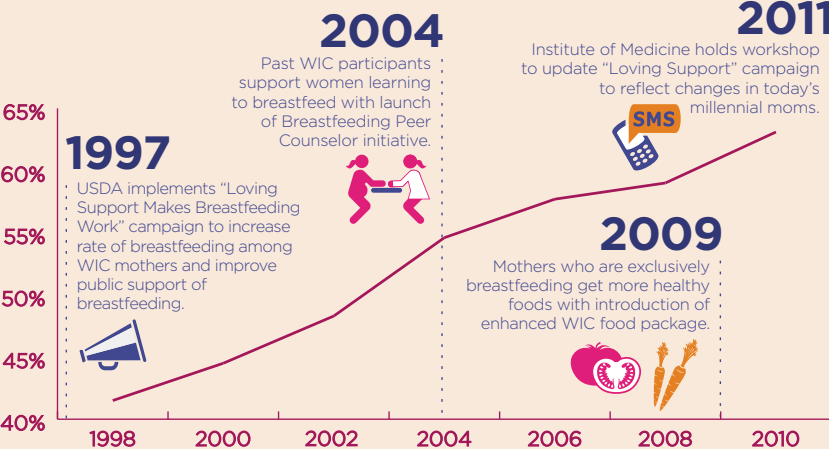 2004
Past WIC participants
support women learning
to breastfeed with launch
of Breastfeeding Peer
Counselor initiative.
2011
Institute of Medicine holds workshop
to update “Loving Support” campaign
to reflect changes in today’s
millennial moms.
SMS
1997
USDA implements “Loving
Support Makes Breastfeeding
Work” campaign to increase
rate of breastfeeding among
WIC mothers and improve
public support of
breastfeeding.
2009
Mothers who are exclusively
breastfeeding get more healthy
foods with introduction of
enhanced WIC food package.
65%
60%
55%
50%
45%
40%
1998 2000 2002 2004 2006 2008 2010